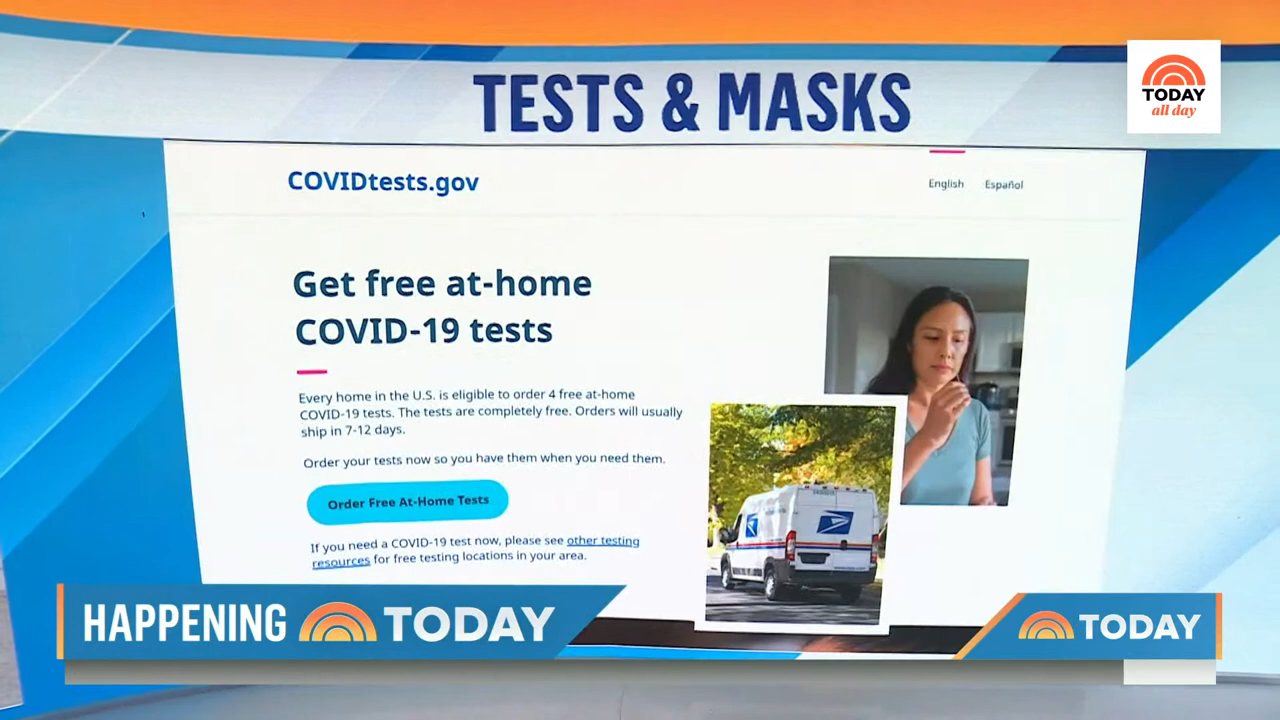 TESTS & MASKS
TODAY
all day
COVIDtests.gov
English
Español
Get free at-home
COVID-19 tests
Every home in the U.S. is eligible to order 4 free at-home
COVID-19 tests. The tests are completely free. Orders will usually
ship in 7-12 days.
Order your tests now so you have them when you need them.
Order Free At-Home Tests
If you need a COVID-19 test now, please see other testing
resources for free testing locations in your area.
HAPPENING TODAY
TODAY